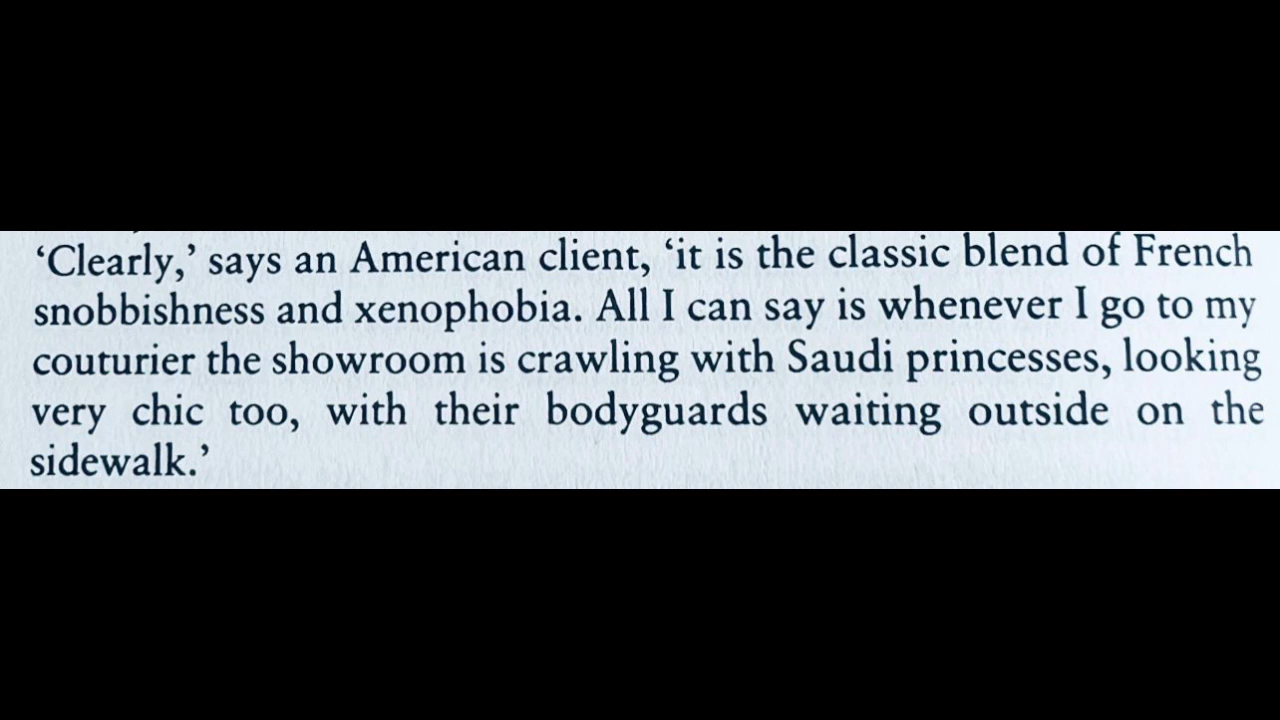 ‘Clearly,’ says an American client, ‘it is the classic blend of French
snobbishness and xenophobia. All I can say is whenever I go to my
couturier the showroom is crawling with Saudi princesses, looking
very chic too, with their bodyguards waiting outside on the
sidewalk.’